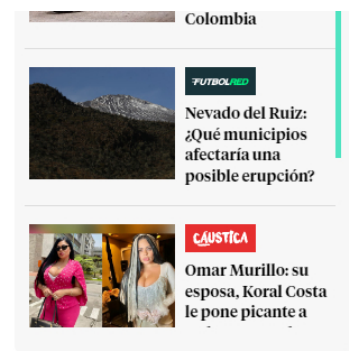 Colombia
FUTBOLRED
Nevado del Ruiz:
¿Qué municipios
afectaría una
posible erupción?
CÁUSTICA
Omar Murillo: su
esposa, Koral Costa
le pone picante a